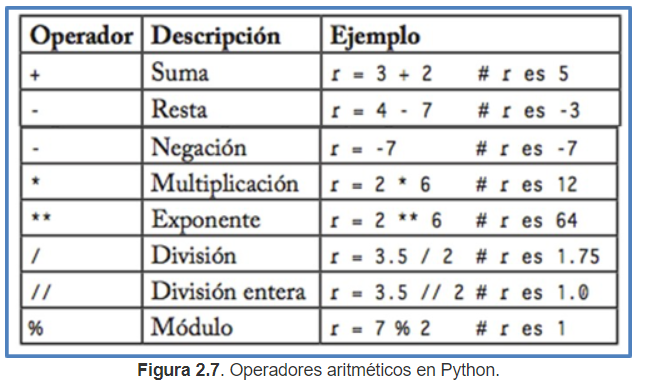 Operador Descripción Ejemplo
+ Suma r = 3 + 2 # r es 5
- Resta r = 4 - 7 # r es -3
- Negación r = -7 # r es -7
* Multiplicación r = 2 * 6 # r es 12
** Exponente r = 2 ** 6 # r es 64
/ División r = 3.5 / 2 # r es 1.75
// División entera r = 3.5 // 2 # r es 1.0
% Módulo r = 7 % 2 # r es 1
Figura 2.7. Operadores aritméticos en Python.